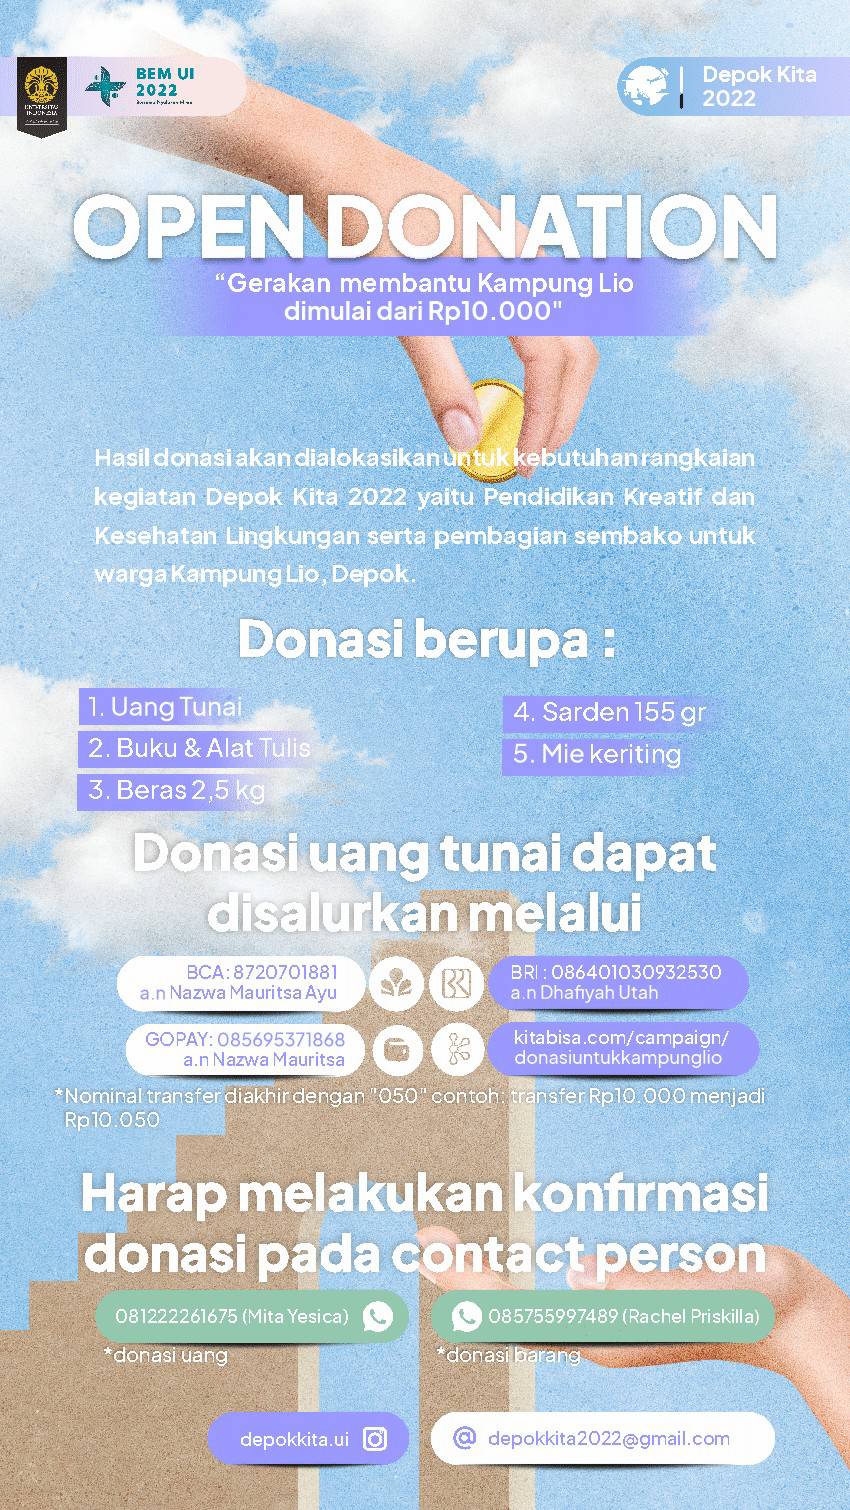 UNIVERSITAS
INDONESIA
BEM UI
2022
Depok Kita
2022
OPEN DONATION
“Gerakan membantu Kampung Lio
dimulai dari Rp10.000"
Hasil donasi akan dialokasikan untuk kebutuhan rangkaian
kegiatan Depok Kita 2022 yaitu Pendidikan Kreatif dan
Kesehatan Lingkungan serta pembagian sembako untuk
warga Kampung Lio, Depok.
Donasi berupa :
1. Uang Tunai
2. Buku & Alat Tulis
3. Beras 2,5 kg
4. Sarden 155 gr
5. Mie keriting
Donasi uang tunai dapat
disalurkan melalui
BCA: 8720701881
a.n Nazwa Mauritsa Ayu
BRI : 086401030932530
a.n Dhafiyah Utah
GOPAY: 085695371868
a.n Nazwa Mauritsa
kitabisa.com/campaign/
donasiuntukkampunglio
*Nominal transfer diakhir dengan "050" contoh: transfer Rp10.000 menjadi
Rp10.050
Harap melakukan konfirmasi
donasi pada contact person
081222261675 (Mita Yesica)
*donasi uang
085755997489 (Rachel Priskilla)
*donasi barang
depokkita.ui
@ depokkita2022@gmail.com